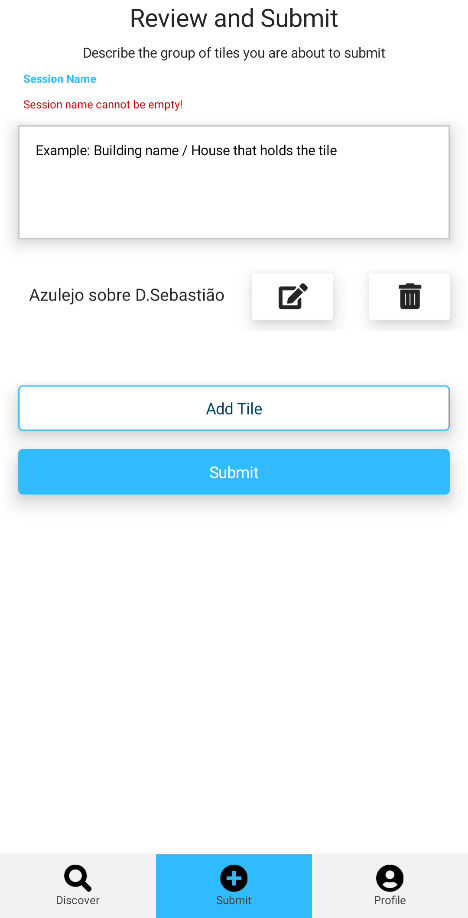 Review and Submit
Describe the group of tiles you are about to submit
Session Name
Session name cannot be empty!
Example: Building name / House that holds the tile
Azulejo sobre D.Sebastião
Add Tile
Submit
Discover
Submit
Profile